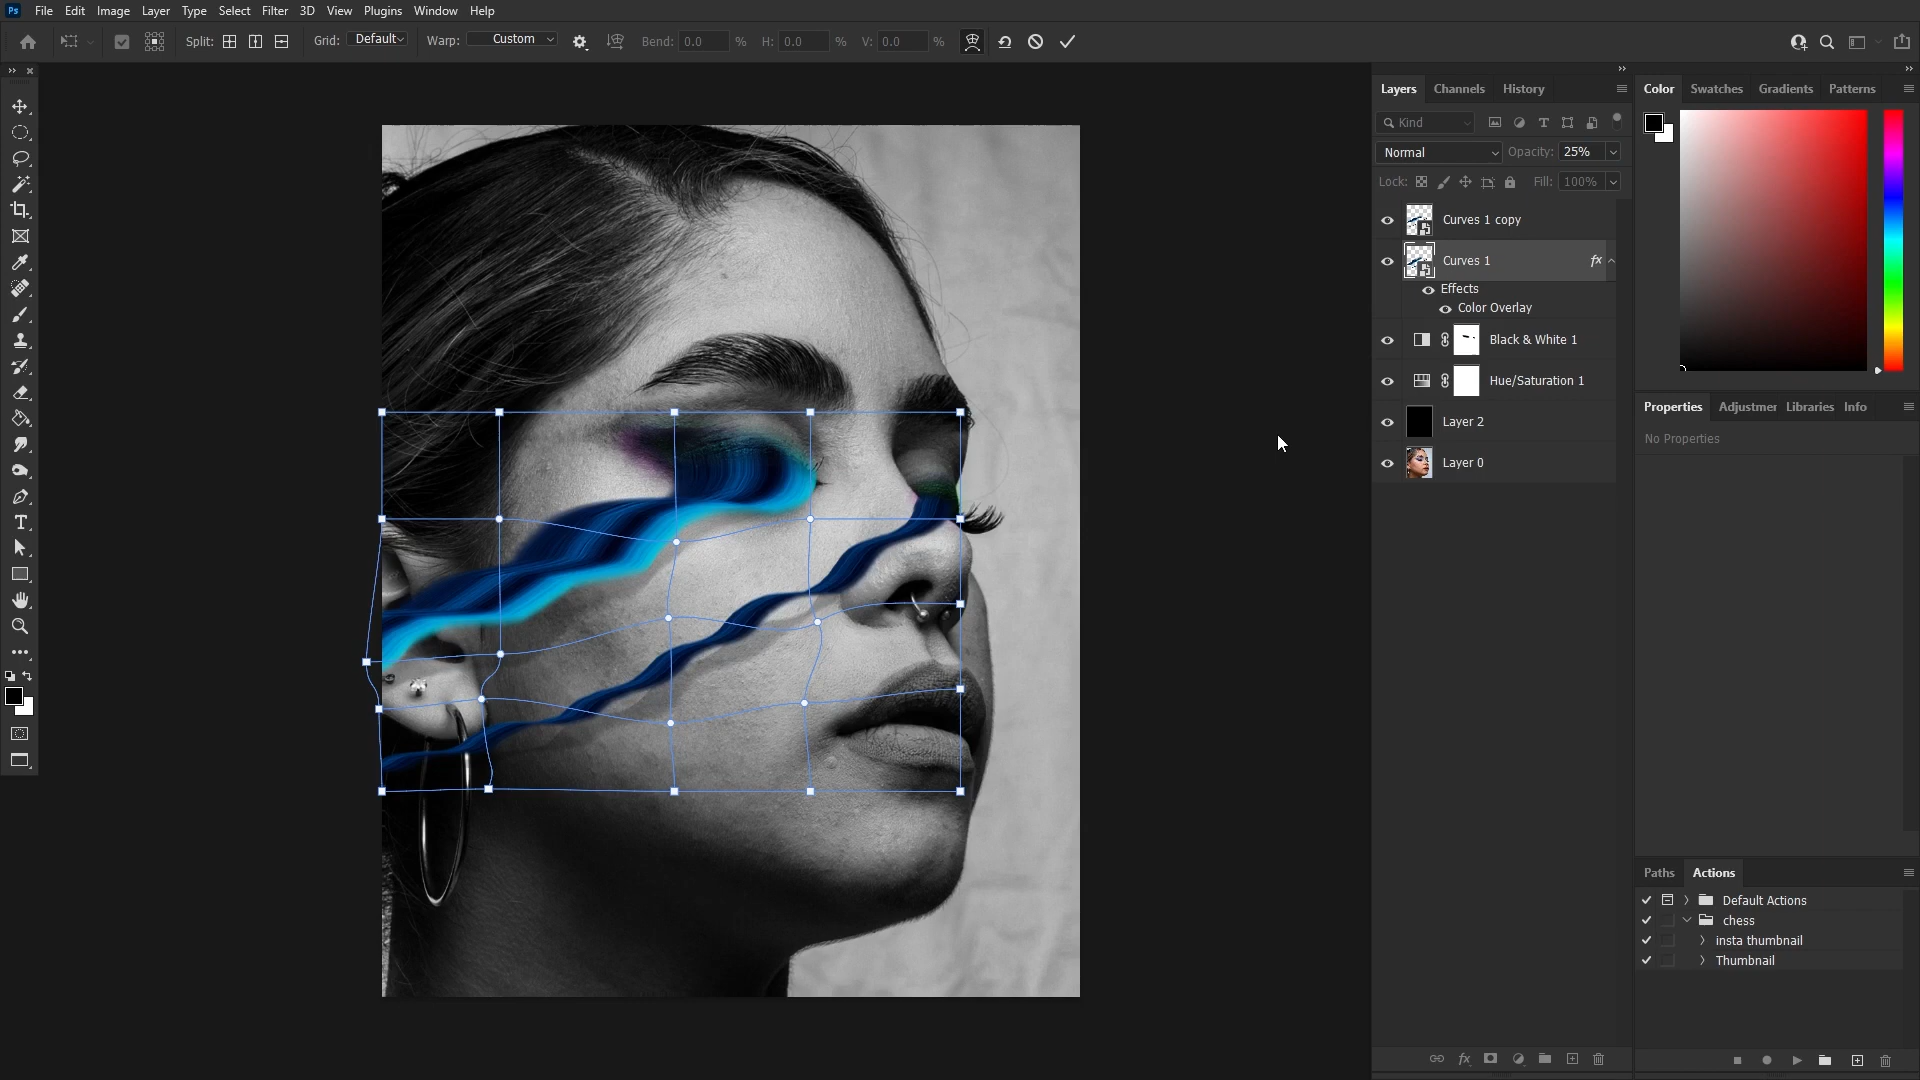 Ps File Edit Image Layer Type Select Filter 3D View Plugins Window Help
Split: Grid: Default Warp: Custom Bend: 0.0 % H: 0.0 % V: 0.0 %
Layers Channels History
Kind
Normal Opacity: 25%
Lock: Fill: 100%
Curves 1 copy
Curves 1 fx
Effects
Color Overlay
Black & White 1
Hue/Saturation 1
Layer 2
Layer 0
fx
Color Swatches Gradients Patterns
Properties Adjustmer Libraries Info
No Properties
Paths Actions
Default Actions
chess
insta thumbnail
Thumbnail